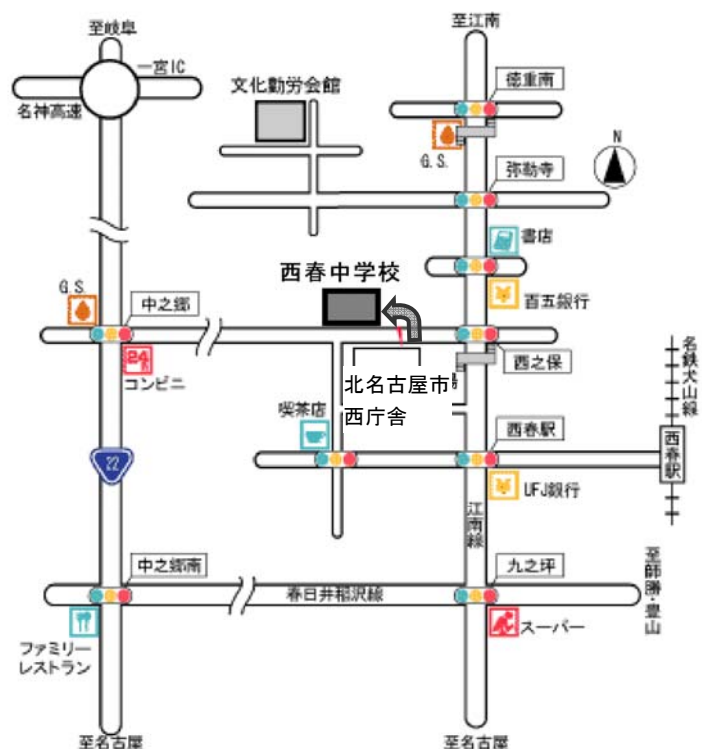 至岐阜
至江南
一宮IC
名神高速
文化勤労会館
徳重南
G.S.
N
弥勒寺
書店
西春中学校
百五銀行
G.S.
中之郷
24h
コンビニ
西之保
名鉄犬山線
北名古屋市
西庁舎
喫茶店
西春駅
西春駅
22
UFJ銀行
江南線
中之郷南
九之坪
至師勝・豊山
春日井稲沢線
ファミリー
レストラン
スーパー
至名古屋
至名古屋